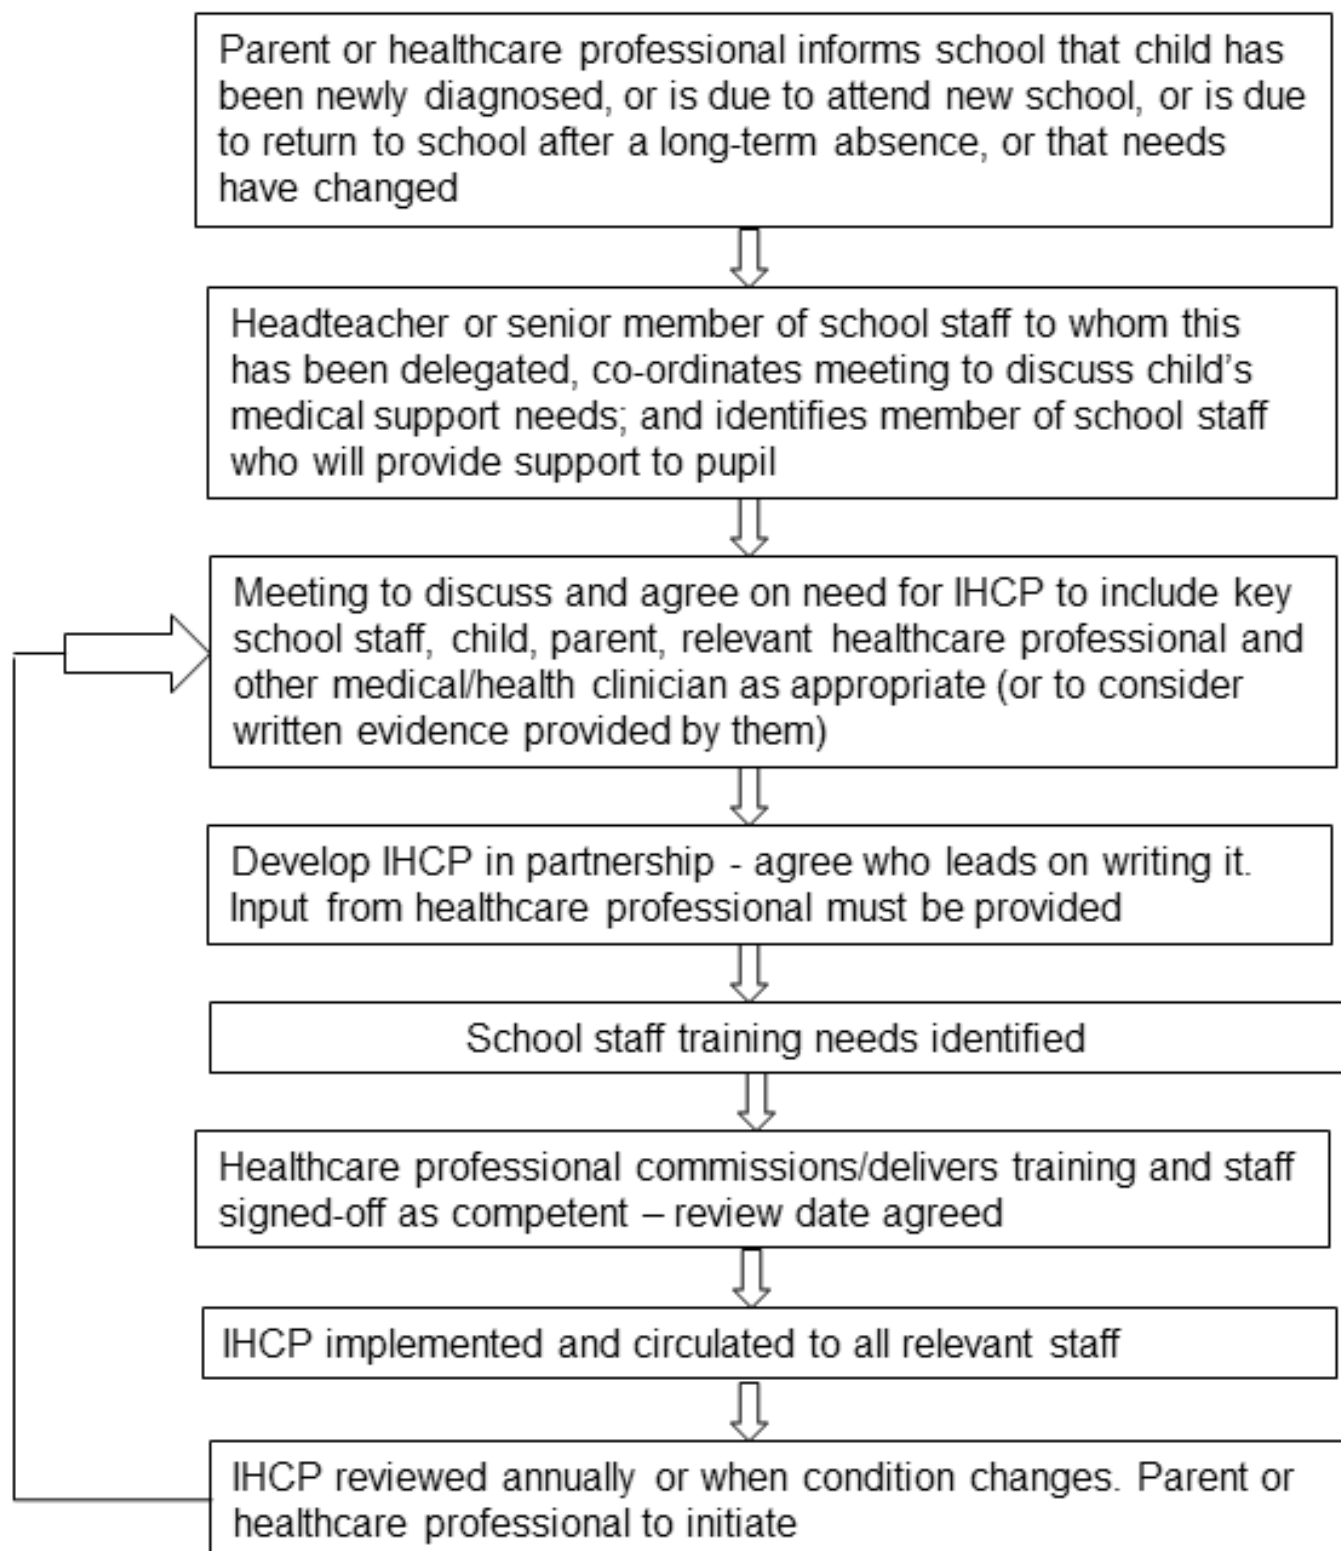 Parent or healthcare professional informs school that child has
been newly diagnosed, or is due to attend new school, or is due
to return to school after a long-term absence, or that needs
have changed
Headteacher or senior member of school staff to whom this
has been delegated, co-ordinates meeting to discuss child’s
medical support needs; and identifies member of school staff
who will provide support to pupil
Meeting to discuss and agree on need for IHCP to include key
school staff, child, parent, relevant healthcare professional and
other medical/health clinician as appropriate (or to consider
written evidence provided by them)
Develop IHCP in partnership - agree who leads on writing it.
Input from healthcare professional must be provided
School staff training needs identified
Healthcare professional commissions/delivers training and staff
signed-off as competent – review date agreed
IHCP implemented and circulated to all relevant staff
IHCP reviewed annually or when condition changes. Parent or
healthcare professional to initiate